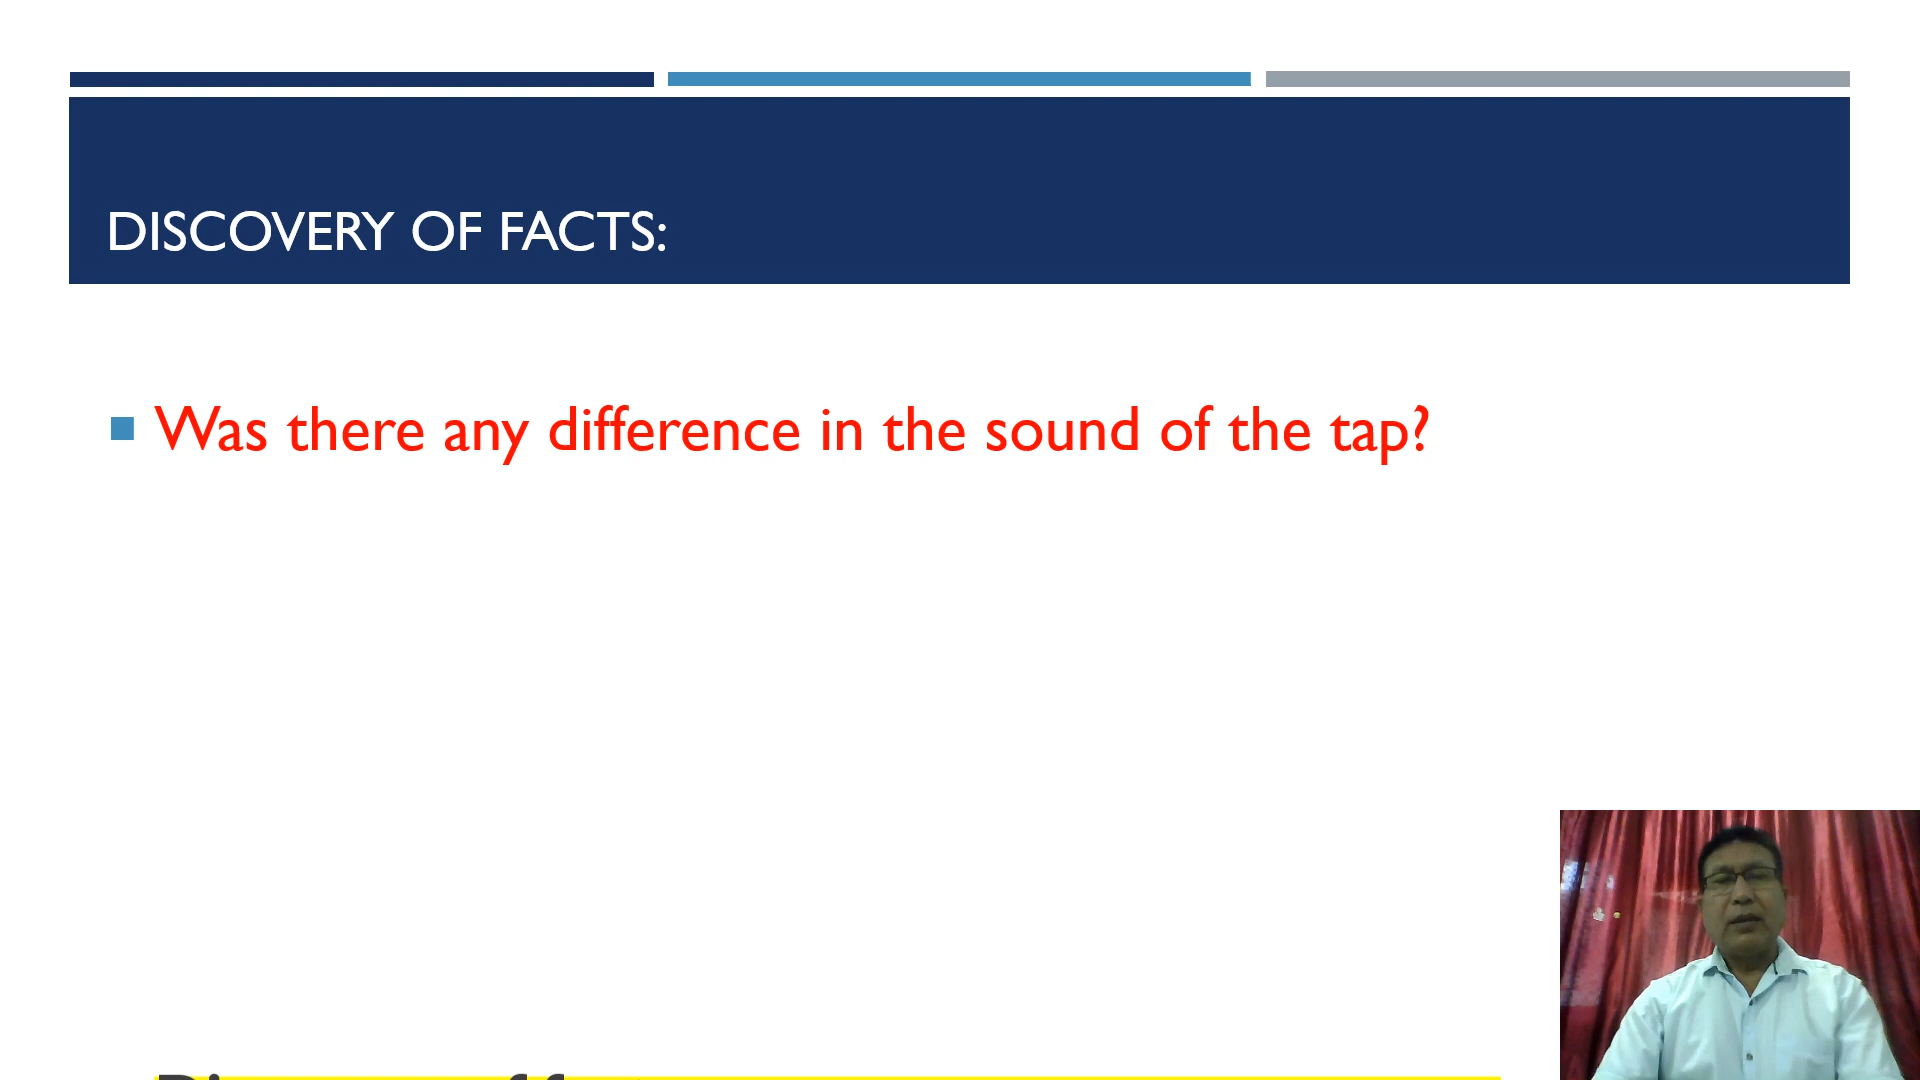 DISCOVERY OF FACTS:
Was there any difference in the sound of the tap?